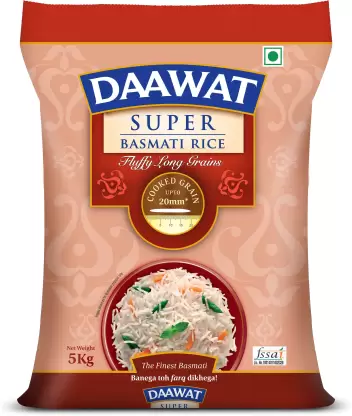 DAAWAT
SUPER
BASMATI RICE
Fluffy Long Grains
COOKED GRAIN
UPTO
20mm*
Net Weight
5Kg
fssai
The Finest Basmati
Banega toh farq dikhega!
DAAWAT
SUPER